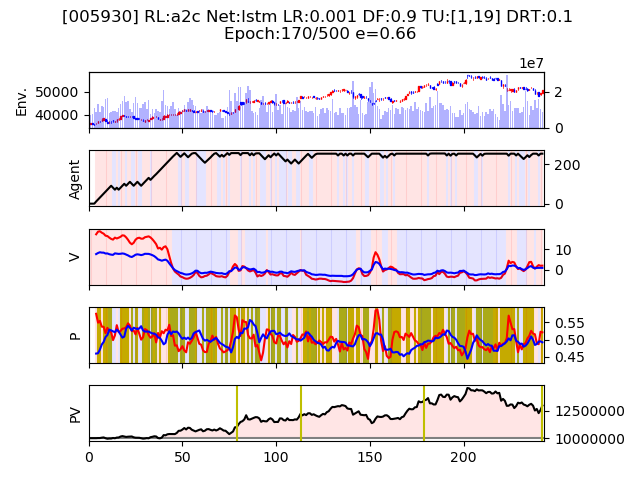 [005930] RL:a2c Net:lstm LR:0.001 DF:0.9 TU:[1,19] DRT:0.1
Epoch:170/500 e=0.66
1e7
Env.
50000
40000
2
0
Agent
200
0
V
10
0
P
0.55
0.50
0.45
PV
12500000
10000000
0
50
100
150
200